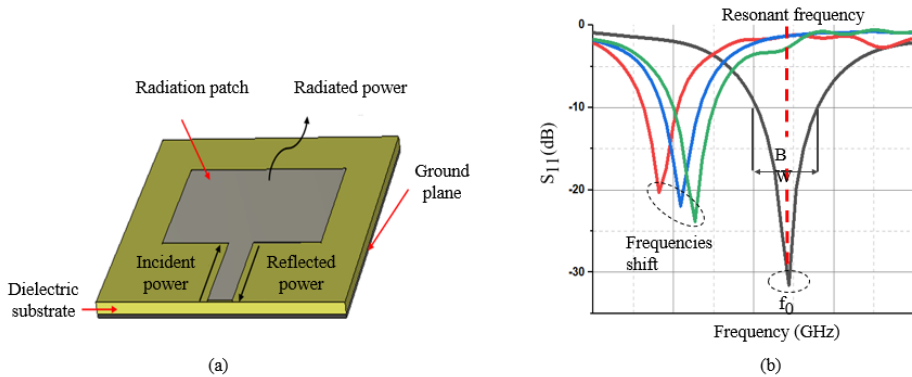 (a)
Radiation patch
Radiated power
Ground
plane
Incident
power
Reflected
power
Dielectric
substrate
(a)
Resonant frequency
0
-10
-20
-30
S11(dB)
B
W
Frequencies
shift
f0
Frequency (GHz)
(b)